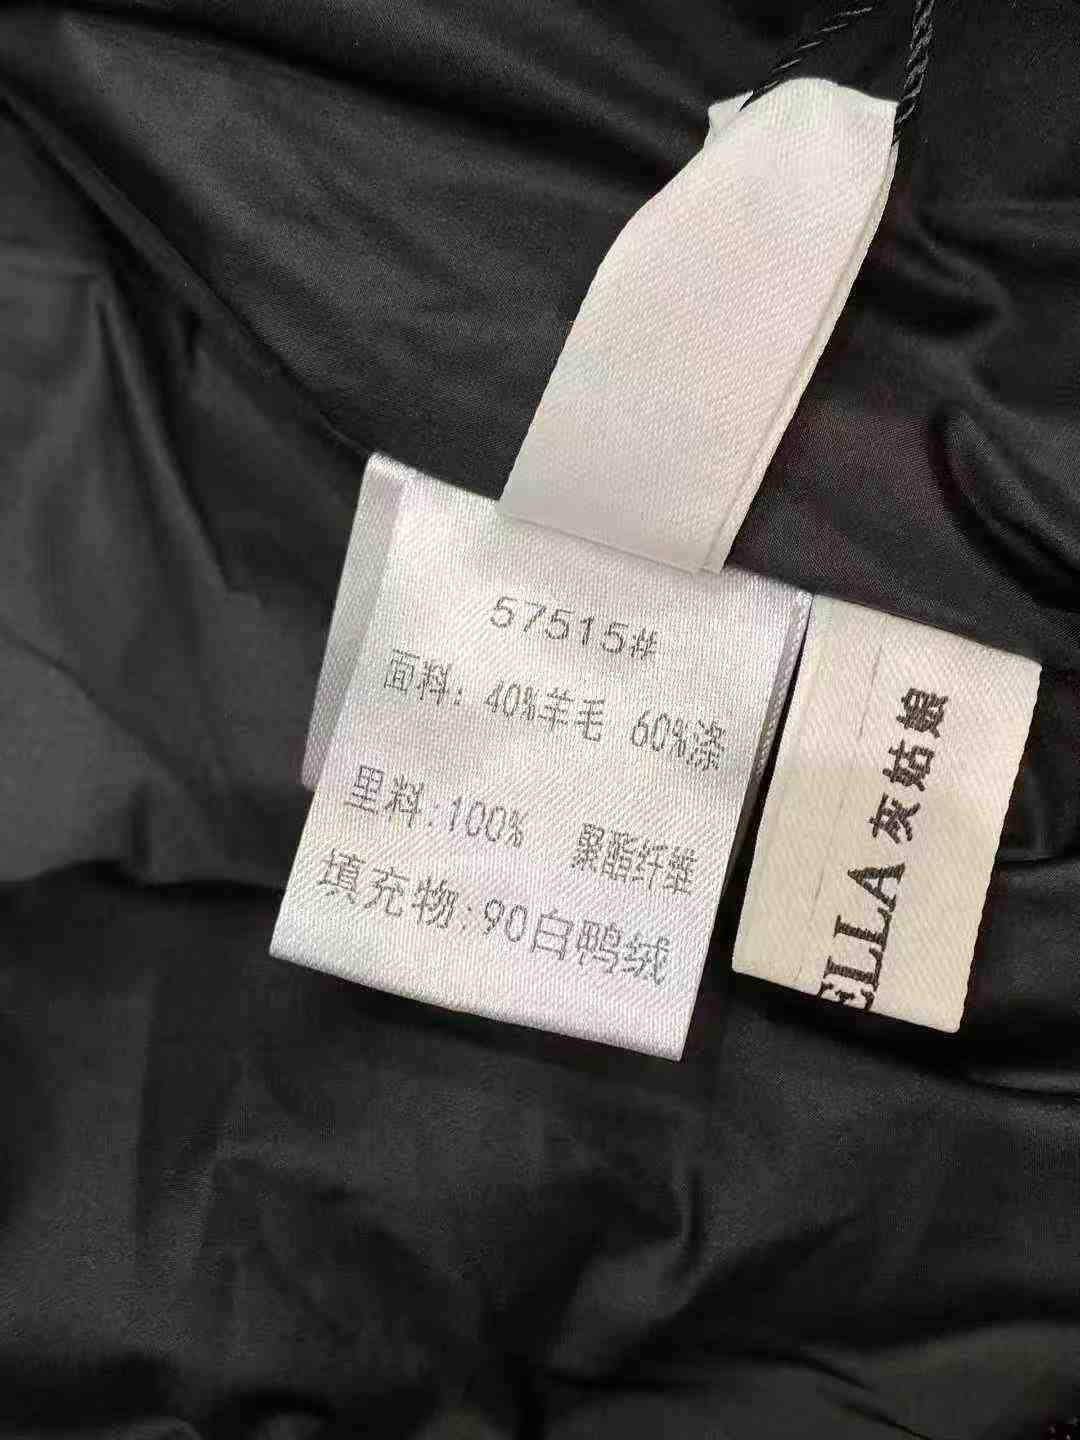 57515#
面料: 40%羊毛 60%涤
里料:100% 聚酯纤维
填充物:90白鸭绒
ELLA 灰姑娘